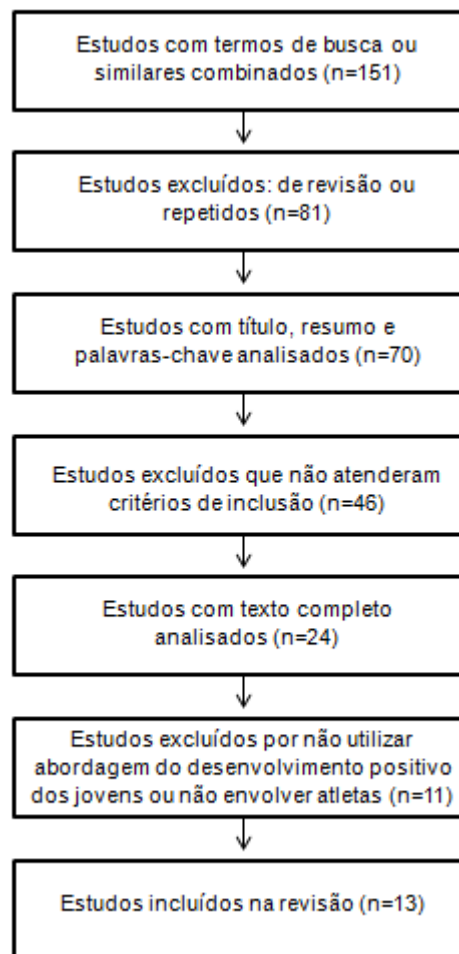 Estudos com termos de busca ou
similares combinados (n=151)
Estudos excluídos: de revisão ou
repetidos (n=81)
Estudos com título, resumo e
palavras-chave analisados (n=70)
Estudos excluídos que não atenderam
critérios de inclusão (n=46)
Estudos com texto completo
analisados (n=24)
Estudos excluídos por não utilizar
abordagem do desenvolvimento positivo
dos jovens ou não envolver atletas (n=11)
Estudos incluídos na revisão (n=13)